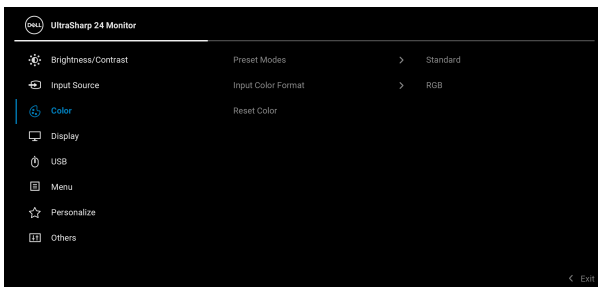 DELL UltraSharp 24 Monitor
Brightness/Contrast Preset Modes > Standard
Input Source Input Color Format > RGB
Color Reset Color
Display
USB
Menu
Personalize
Others
< Exit